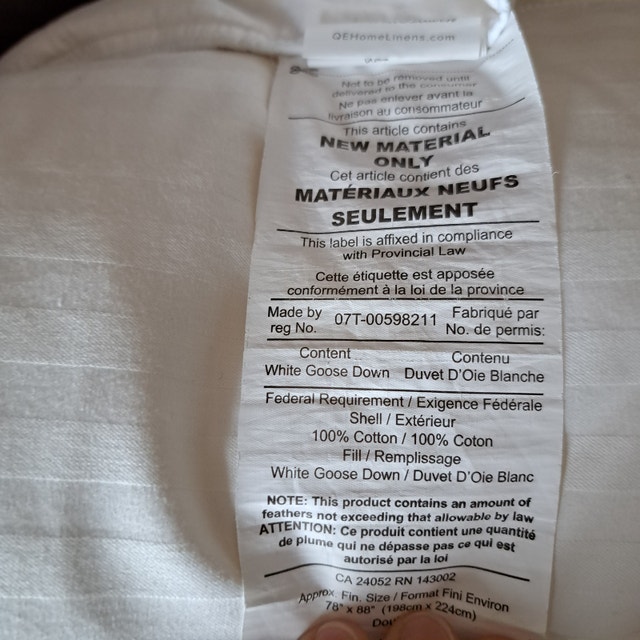 QEHomeLinens.com
Not to be removed until
delivered to the consumer
Ne pas enlever avant la
livraison au consommateur
This article contains
NEW MATERIAL
ONLY
Cet article contient des
MATÉRIAUX NEUFS
SEULEMENT
This label is affixed in compliance
with Provincial Law
Cette étiquette est apposée
conformément à la loi de la province
Made by reg No. 07T-00598211 Fabriqué par No. de permis:
Content Contenu
White Goose Down Duvet D'Oie Blanche
Federal Requirement / Exigence Fédérale
Shell / Extérieur
100% Cotton / 100% Coton
Fill / Remplissage
White Goose Down / Duvet D'Oie Blanc
NOTE: This product contains an amount of
feathers not exceeding that allowable by law
ATTENTION: Ce produit contient une quantité
de plume qui ne dépasse pas ce qui est
autorisé par la loi
CA 24052 RN 143002
Approx. Fin. Size / Format Fini Environ
78" x 88" (198cm x 224cm)